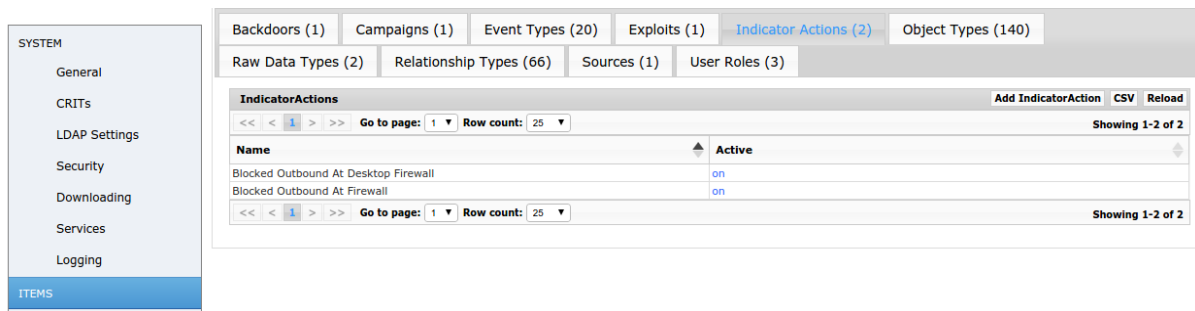 SYSTEM
General
CRITs
LDAP Settings
Security
Downloading
Services
Logging
ITEMS
Backdoors (1) Campaigns (1) Event Types (20) Exploits (1) Indicator Actions (2) Object Types (140)
Raw Data Types (2) Relationship Types (66) Sources (1) User Roles (3)
IndicatorActions Add IndicatorAction CSV Reload
<< < 1 > >> Go to page: 1 Row count: 25 Showing 1-2 of 2
Name Active
Blocked Outbound At Desktop Firewall on
Blocked Outbound At Firewall on
<< < 1 > >> Go to page: 1 Row count: 25 Showing 1-2 of 2